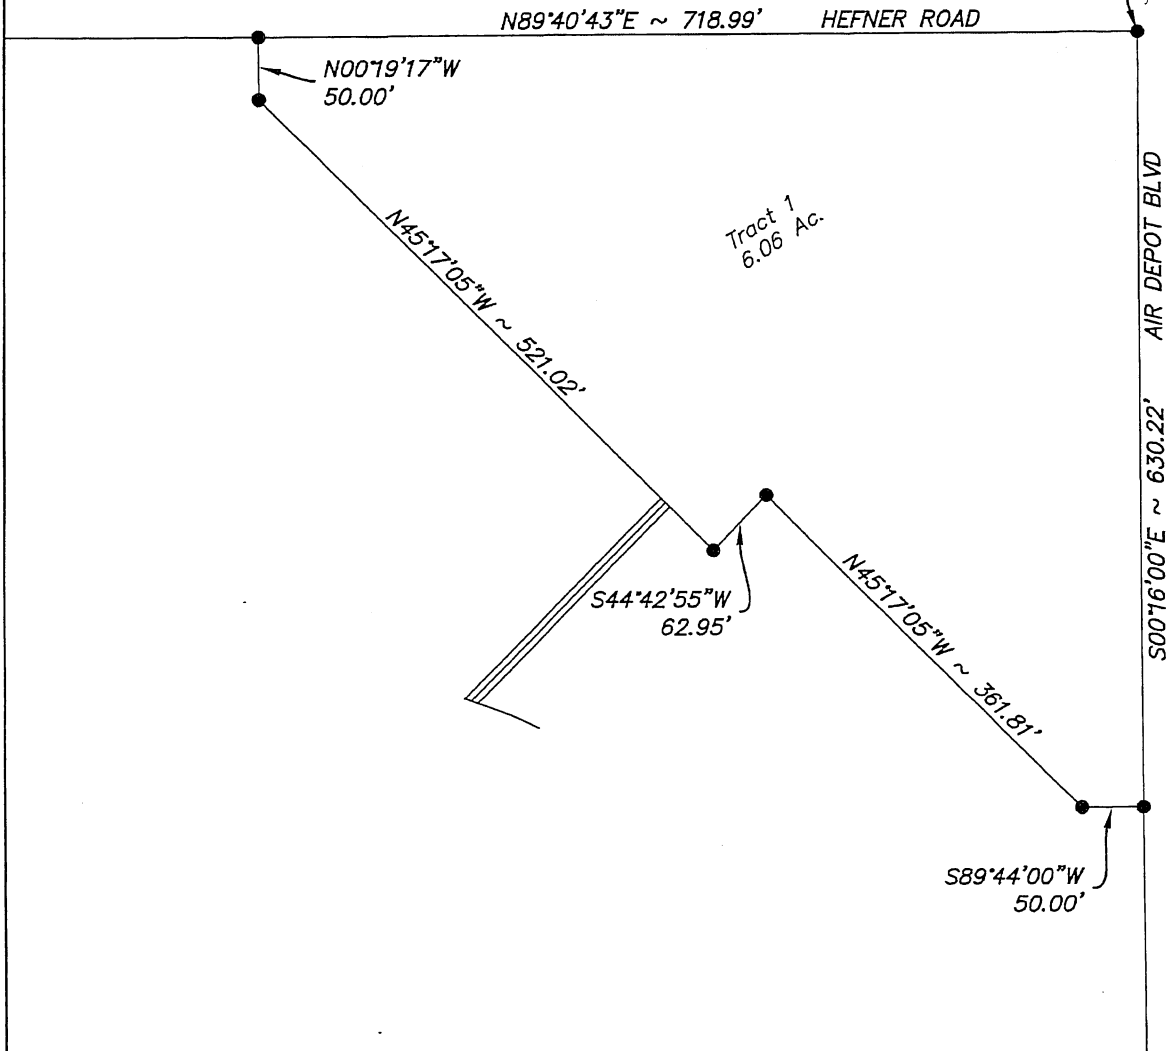 N89°40'43"E ~ 718.99' HEFNER ROAD
N00°19'17"W
50.00'
N45°17'05"W ~ 521.02'
Tract 1
6.06 Ac.
AIR DEPOT BLVD
S00°16'00"E ~ 630.22'
S44°42'55"W
62.95'
N45°17'05"W ~ 361.81'
S89°44'00"W
50.00'